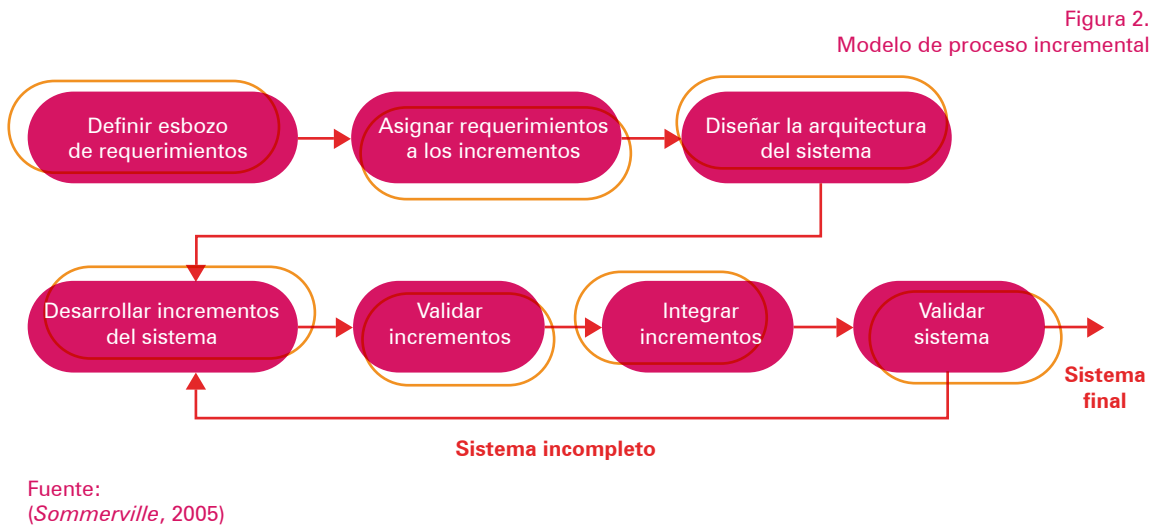 Figura 2.
Modelo de proceso incremental
Definir esbozo
de requerimientos
Asignar requerimientos
a los incrementos
Diseñar la arquitectura
del sistema
Desarrollar incrementos
del sistema
Validar
incrementos
Integrar
incrementos
Validar
sistema
Sistema
final
Sistema incompleto
Fuente:
(Sommerville, 2005)